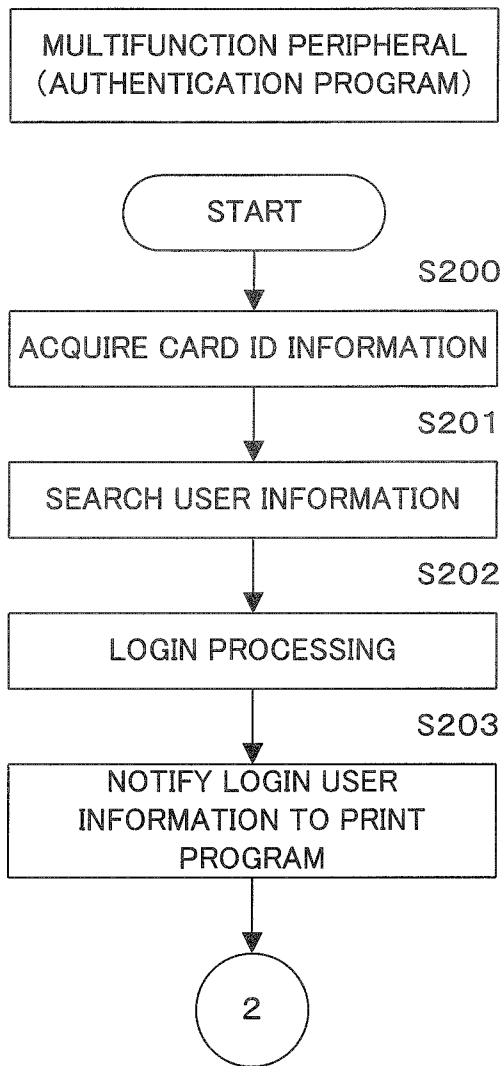 MULTIFUNCTION PERIPHERAL
(AUTHENTICATION PROGRAM)
START
S200
ACQUIRE CARD ID INFORMATION
S201
SEARCH USER INFORMATION
S202
LOGIN PROCESSING
S203
NOTIFY LOGIN USER
INFORMATION TO PRINT
PROGRAM
2